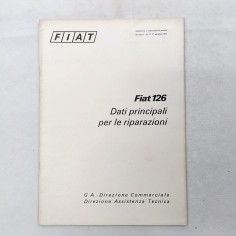 FIAT
Fiat 126
Dati principali
per le riparazioni
G.A.-Direzione Commerciale
Direzione Assistenza Tecnica